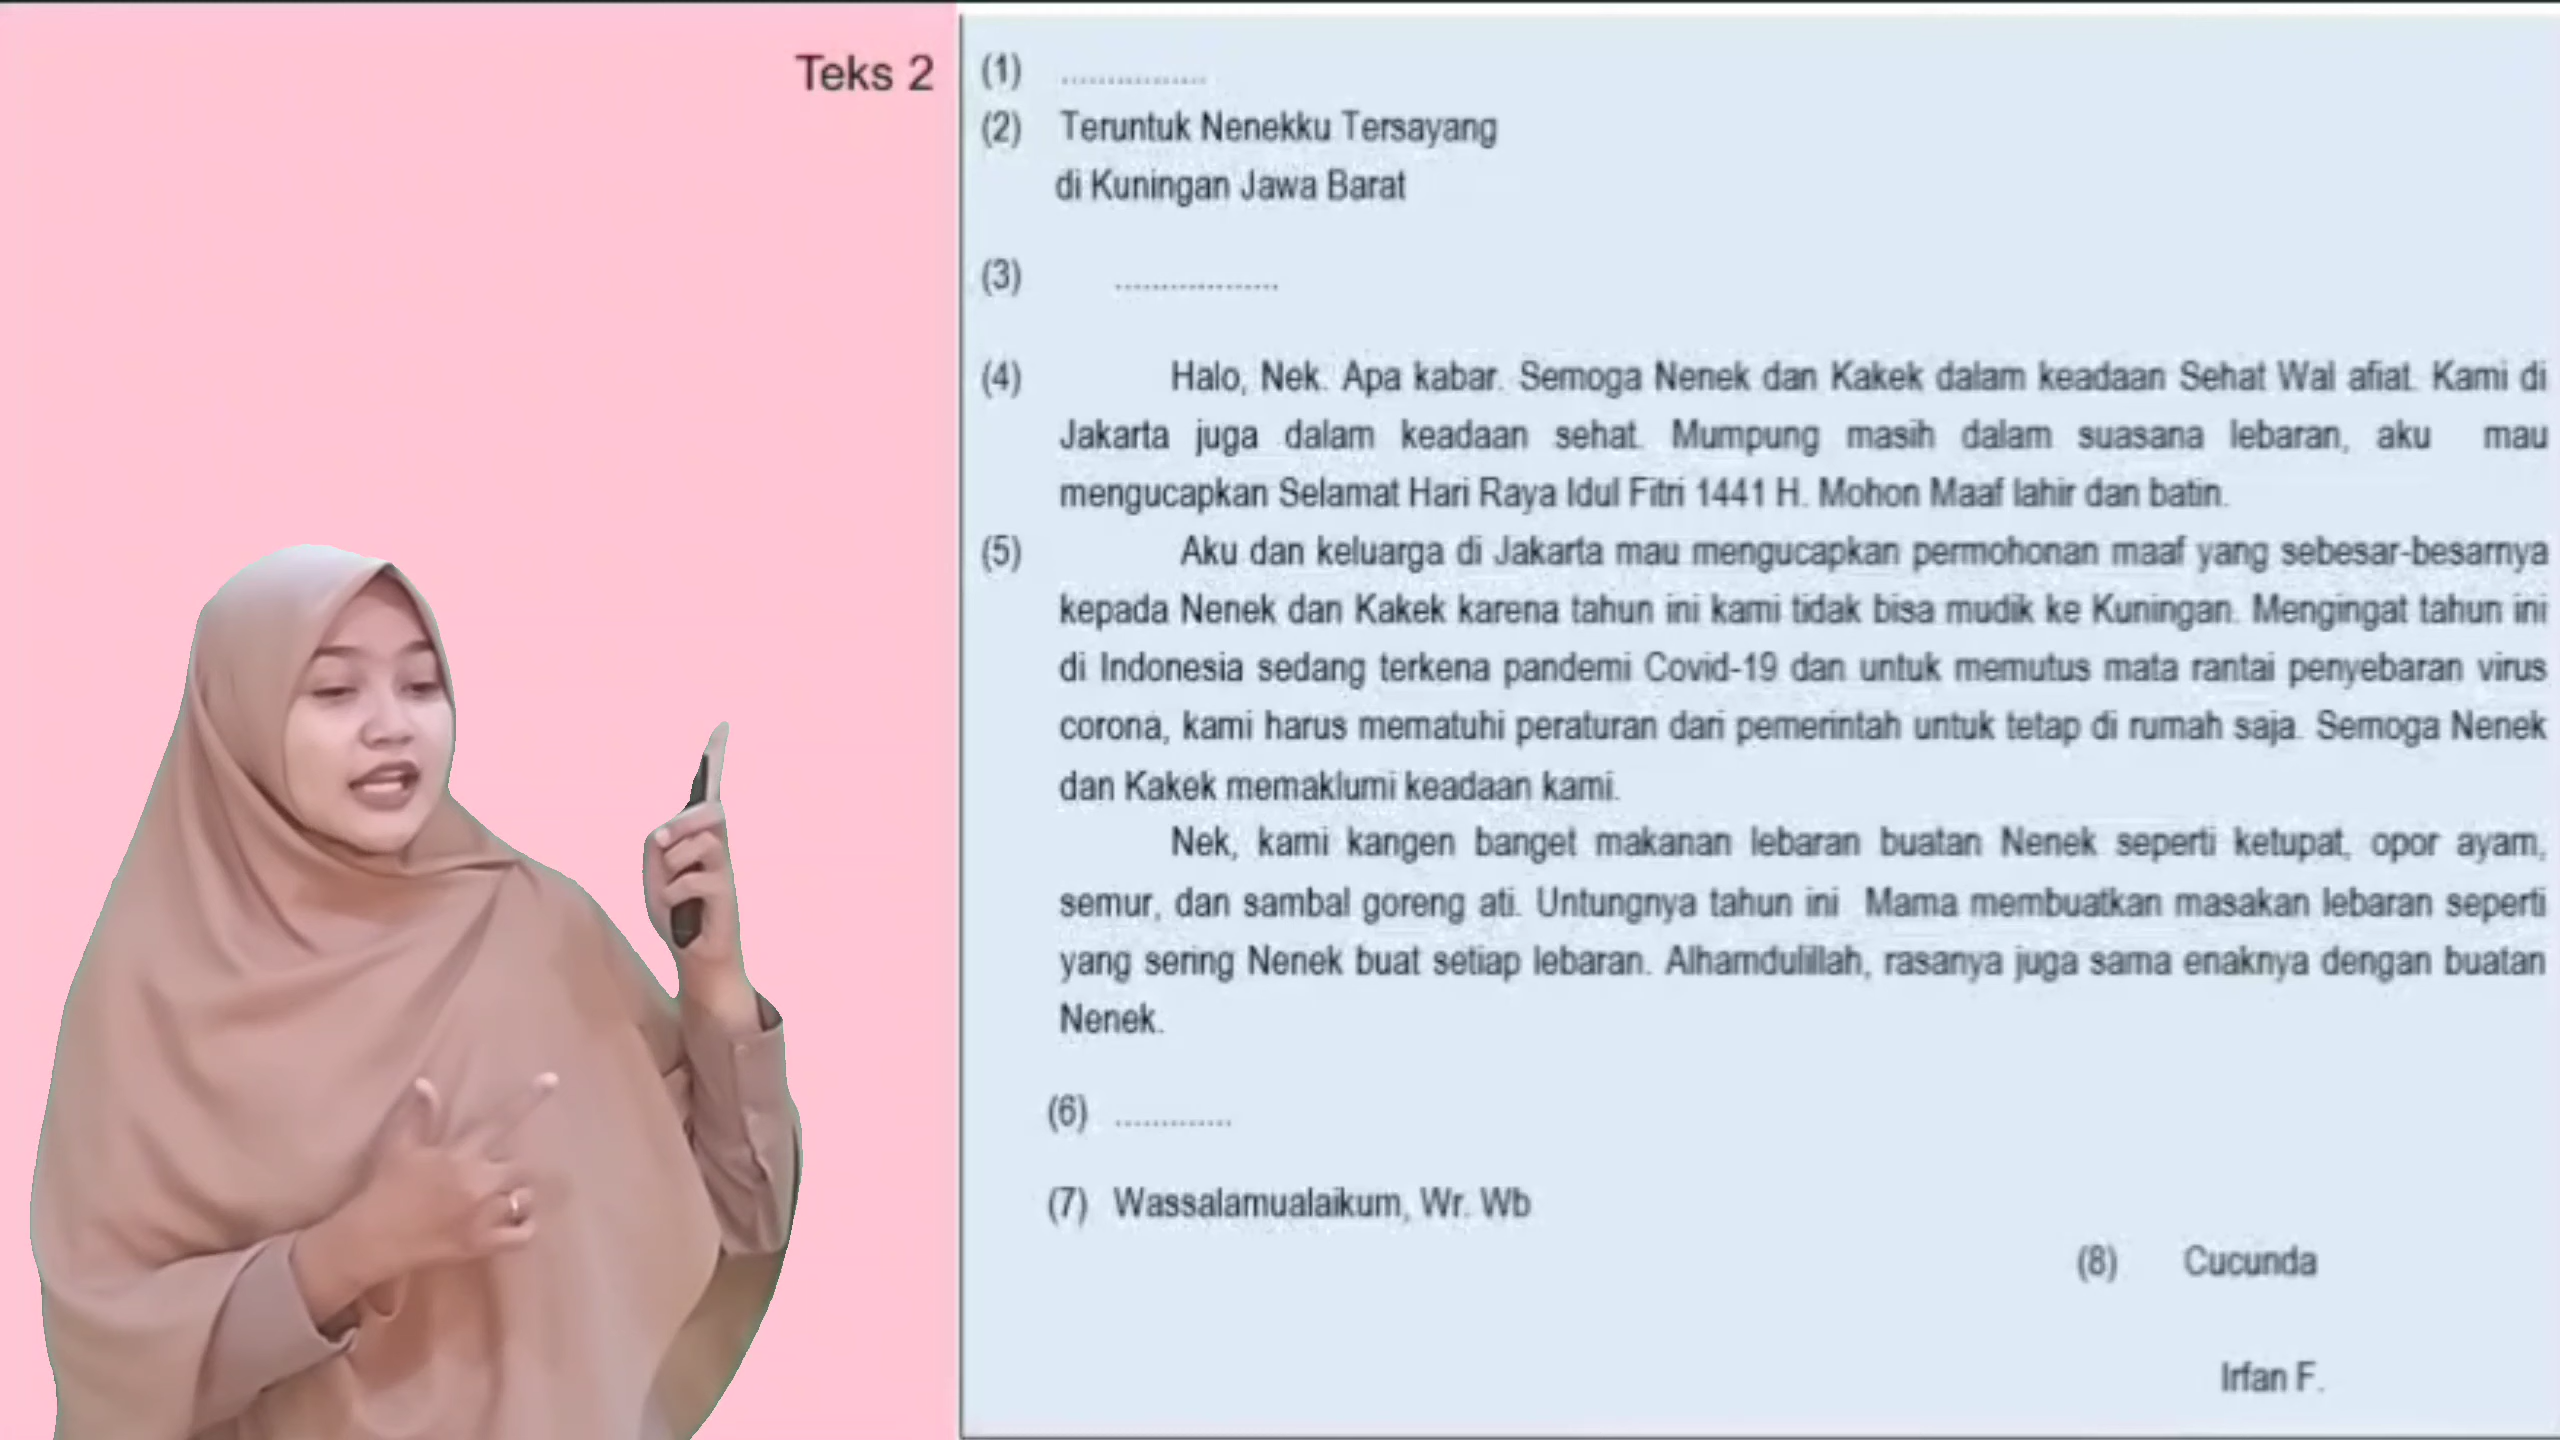 Teks 2
(1) ................
(2) Teruntuk Nenekku Tersayang
di Kuningan Jawa Barat
(3) ..................
(4) Halo, Nek. Apa kabar. Semoga Nenek dan Kakek dalam keadaan Sehat Wal afiat. Kami di
Jakarta juga dalam keadaan sehat. Mumpung masih dalam suasana lebaran, aku mau
mengucapkan Selamat Hari Raya Idul Fitri 1441 H. Mohon Maaf lahir dan batin.
(5) Aku dan keluarga di Jakarta mau mengucapkan permohonan maaf yang sebesar-besarnya
kepada Nenek dan Kakek karena tahun ini kami tidak bisa mudik ke Kuningan. Mengingat tahun ini
di Indonesia sedang terkena pandemi Covid-19 dan untuk memutus mata rantai penyebaran virus
corona, kami harus mematuhi peraturan dari pemerintah untuk tetap di rumah saja. Semoga Nenek
dan Kakek memaklumi keadaan kami.
Nek, kami kangen banget makanan lebaran buatan Nenek seperti ketupat, opor ayam,
semur, dan sambal goreng ati. Untungnya tahun ini Mama membuatkan masakan lebaran seperti
yang sering Nenek buat setiap lebaran. Alhamdulillah, rasanya juga sama enaknya dengan buatan
Nenek.
(6) .............
(7) Wassalamualaikum, Wr. Wb
(8) Cucunda
Irfan F.